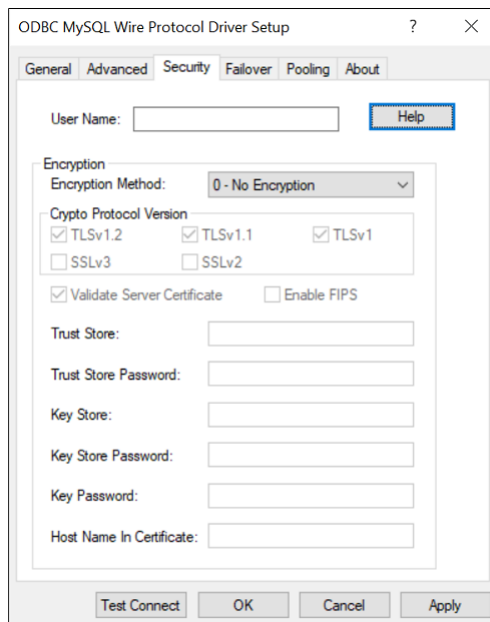 ODBC MySQL Wire Protocol Driver Setup ?
General Advanced Security Failover Pooling About
User Name: Help
Encryption
Encryption Method: 0 - No Encryption
Crypto Protocol Version
TLSv1.2 TLSv1.1 TLSv1
SSLv3 SSLv2
Validate Server Certificate Enable FIPS
Trust Store:
Trust Store Password:
Key Store:
Key Store Password:
Key Password:
Host Name In Certificate:
Test Connect OK Cancel Apply